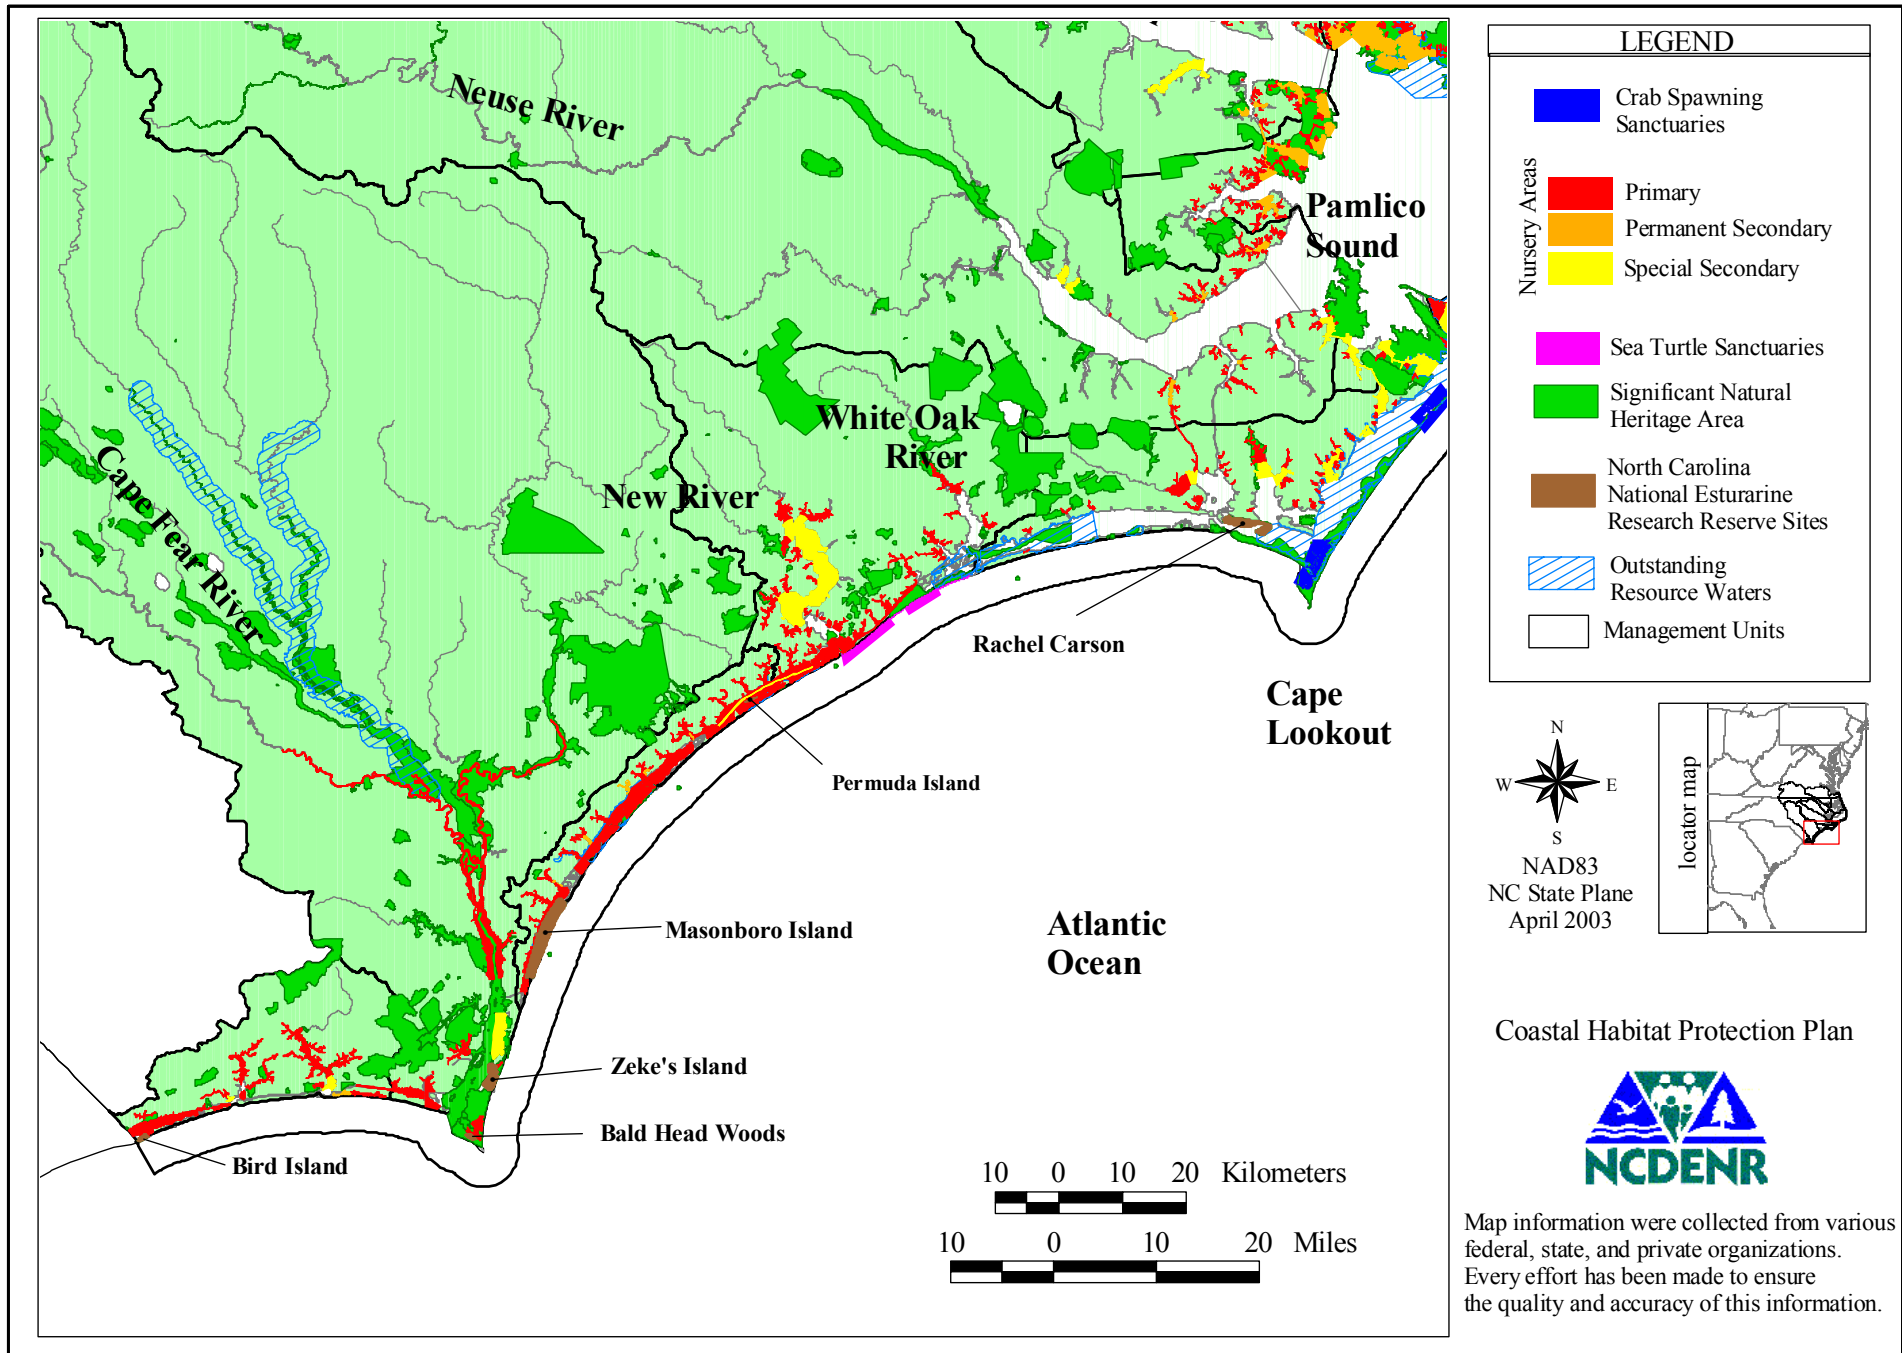 Neuse River
Pamlico
Sound
White Oak
River
New River
Cape Fear River
Rachel Carson
Cape
Lookout
Permuda Island
Masonboro Island
Atlantic
Ocean
Zeke's Island
Bald Head Woods
Bird Island
10 0 10 20 Kilometers
10 0 10 20 Miles
LEGEND
Crab Spawning
Sanctuaries
Nursery Areas
Primary
Permanent Secondary
Special Secondary
Sea Turtle Sanctuaries
Significant Natural
Heritage Area
North Carolina
National Esturarine
Research Reserve Sites
Outstanding
Resource Waters
Management Units
N
W E
S
NAD83
NC State Plane
April 2003
locator map
Coastal Habitat Protection Plan
NCDENR
Map information were collected from various
federal, state, and private organizations.
Every effort has been made to ensure
the quality and accuracy of this information.